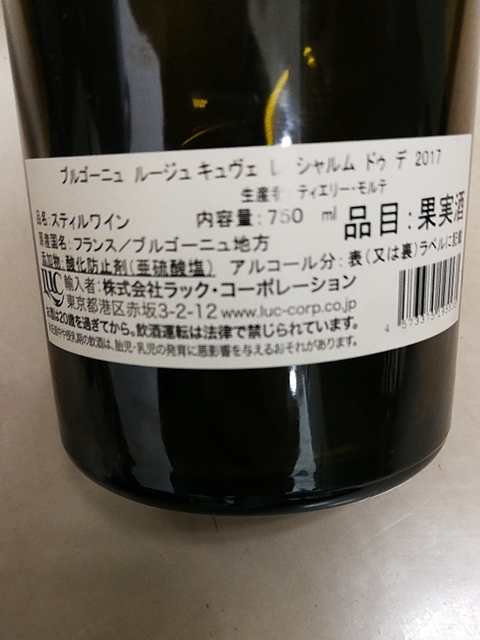 ブルゴーニュ ルージュ キュヴェ シャルム ドゥ デ 2017
生産者:ティエリー・モルテ
品名:スティルワイン 内容量:750 ml 品目:果実酒
原産国名:フランス/ブルゴーニュ地方
添加物:酸化防止剤(亜硫酸塩) アルコール分:表(又は裏)ラベルに記載
LUC 輸入者:株式会社ラック・コーポレーション
東京都港区赤坂3-2-12 www.luc-corp.co.jp
お酒は20歳を過ぎてから。飲酒運転は法律で禁じられています。
妊娠中や授乳期の飲酒は、胎児・乳児の発育に悪影響を与えるおそれがあります。